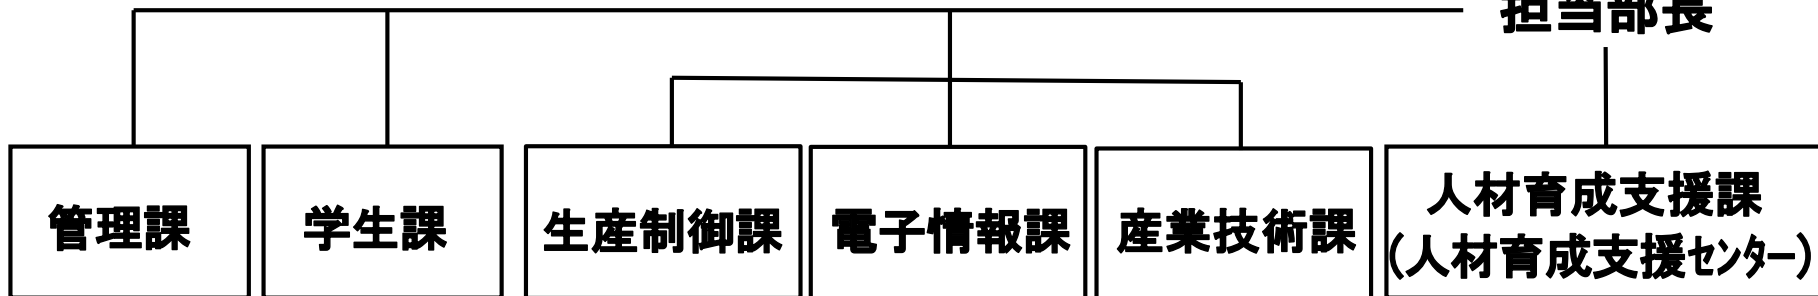 担当部長
管理課
学生課
生産制御課
電子情報課
産業技術課
人材育成支援課
(人材育成支援ｾﾝﾀｰ)